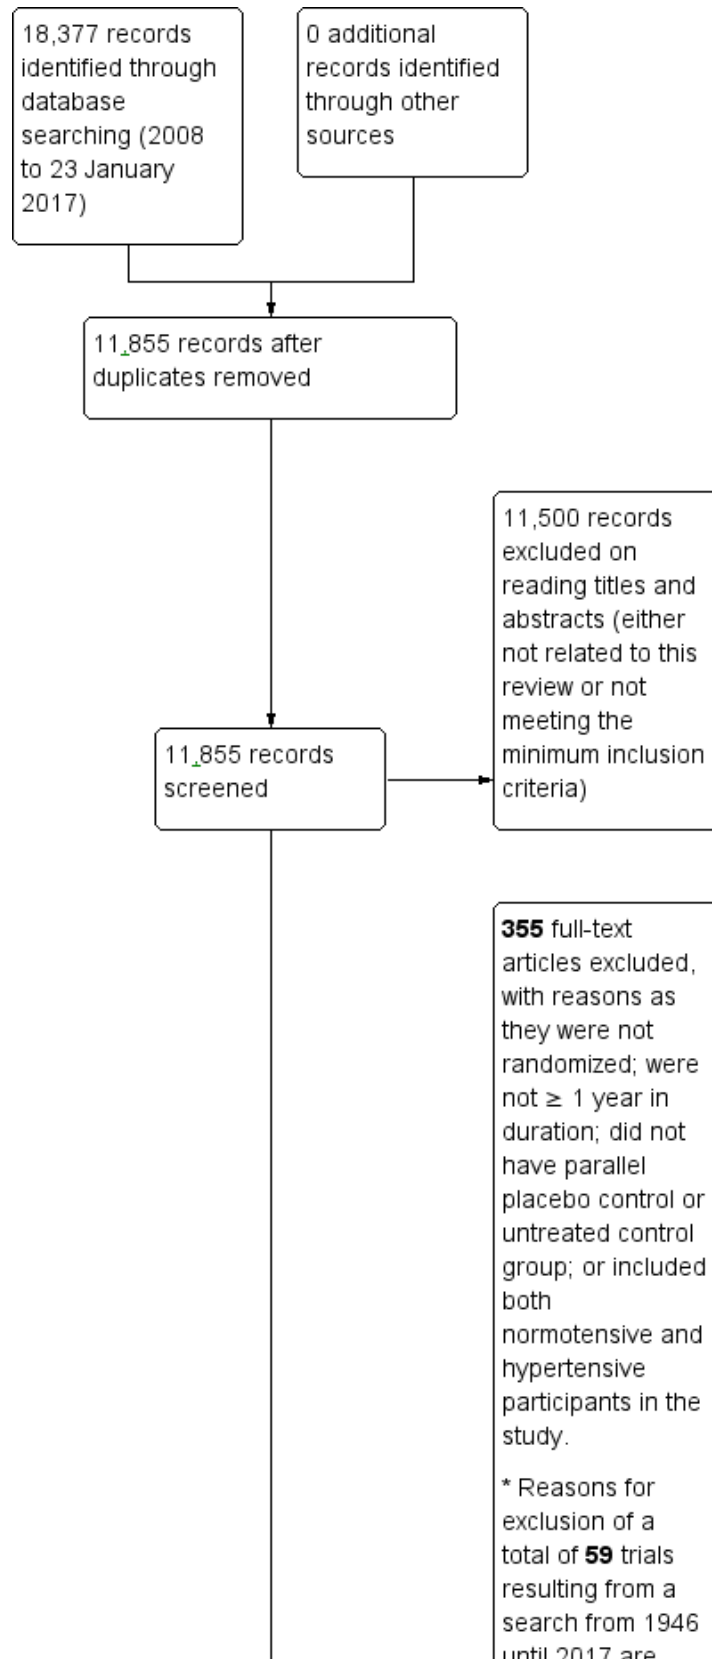 18,377 records
identified through
database
searching (2008
to 23 January
2017)
0 additional
records identified
through other
sources
11,855 records after
duplicates removed
11,500 records
excluded on
reading titles and
abstracts (either
not related to this
review or not
meeting the
minimum inclusion
criteria)
11,855 records
screened
355 full-text
articles excluded,
with reasons as
they were not
randomized; were
not ≥ 1 year in
duration; did not
have parallel
placebo control or
untreated control
group; or included
both
normotensive and
hypertensive
participants in the
study.
* Reasons for
exclusion of a
total of 59 trials
resulting from a
search from 1946
until 2017 are